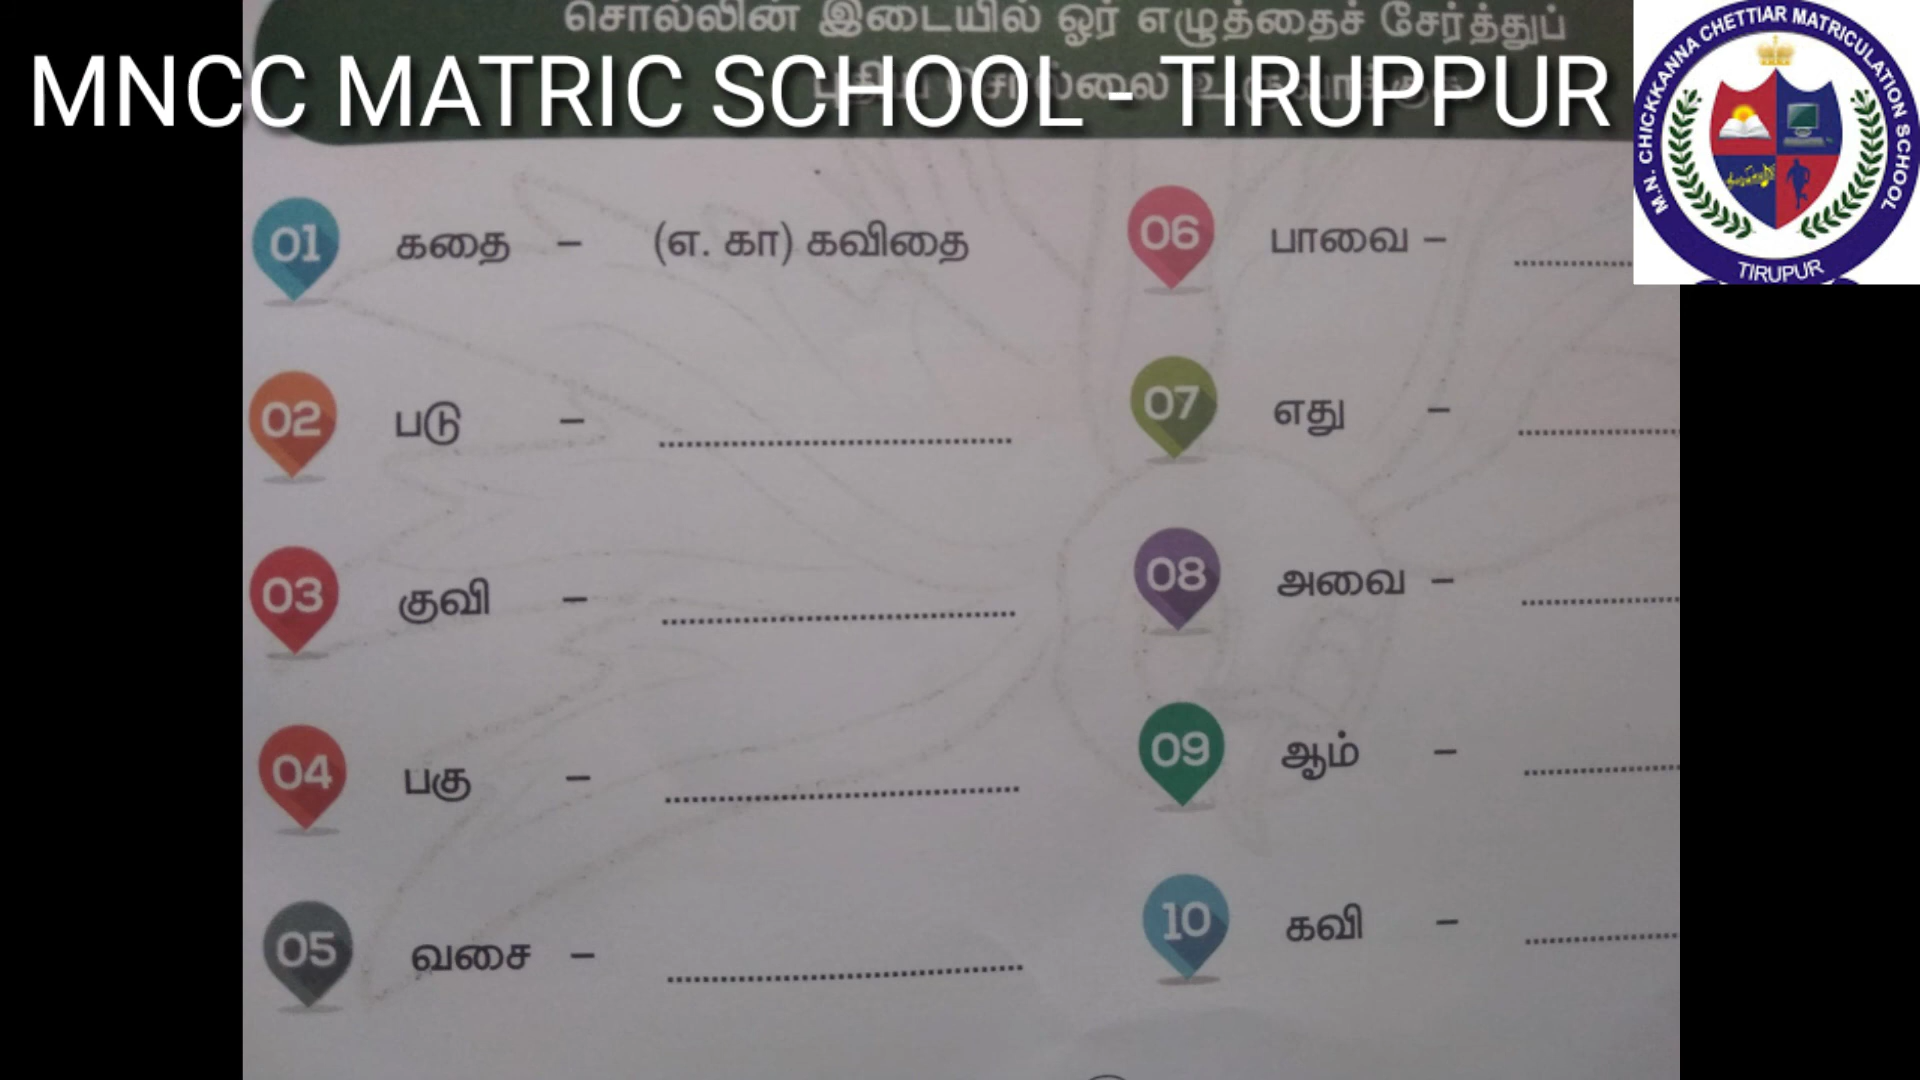 சொல்லின் இடையில் ஓர் எழுத்தைச் சேர்த்துப்
MNCC MATRIC SCHOOL - TIRUPPUR
M.N. CHICKKANNA CHETTIAR MATRICULATION SCHOOL
TIRUPUR
01 கதை – (எ. கா) கவிதை
02 படு – ....................
03 குவி – ....................
04 பகு – ....................
05 வசை – ....................
06 பாவை – ..........
07 எது – ..........
08 அவை – ..........
09 ஆம் – ..........
10 கவி – ..........